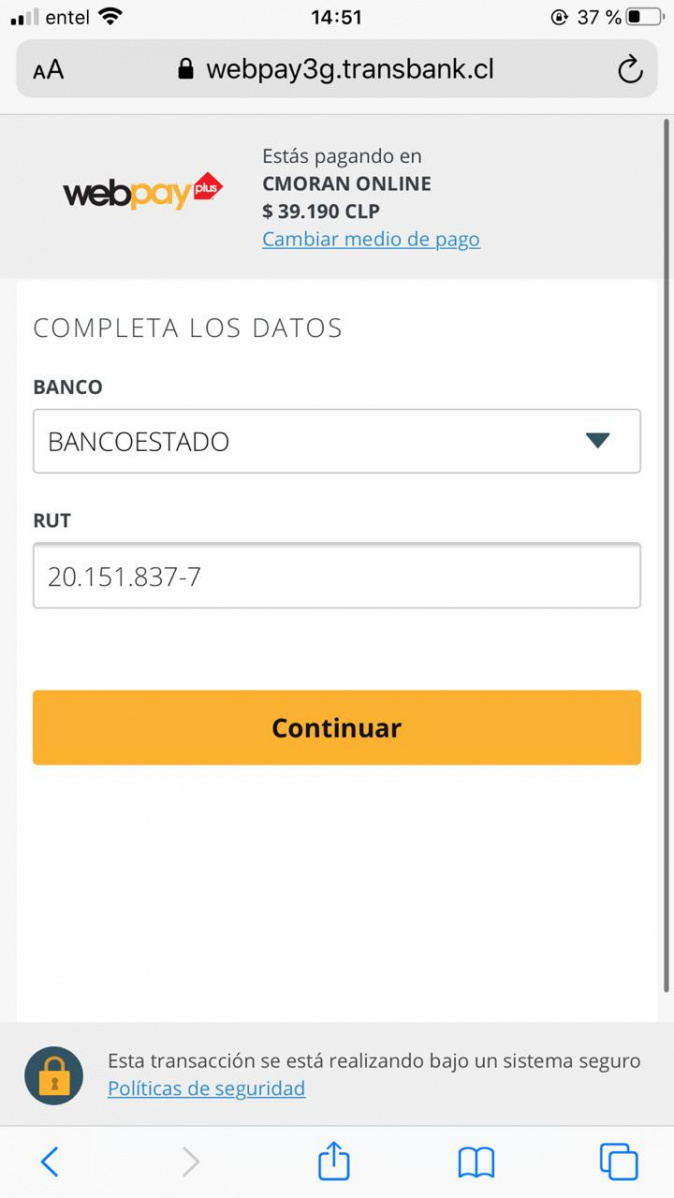 entel
14:51
37 %
AA
webpay3g.transbank.cl
webpay plus
Estás pagando en
CMORAN ONLINE
$ 39.190 CLP
Cambiar medio de pago
COMPLETA LOS DATOS
BANCO
BANCOESTADO
RUT
20.151.837-7
Continuar
Esta transacción se está realizando bajo un sistema seguro
Políticas de seguridad